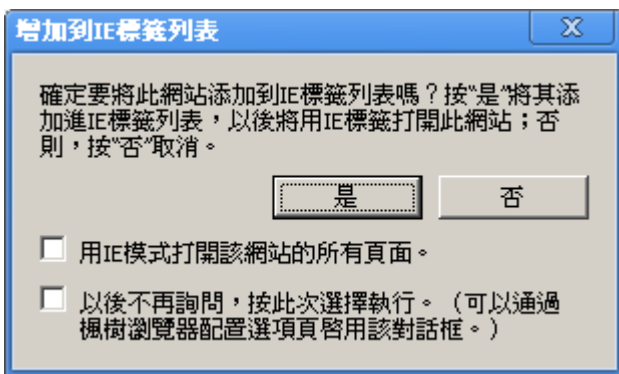 增加到IE標籤列表
確定要將此網站添加到IE標籤列表嗎？按“是”將其添
加進IE標籤列表，以後將用IE標籤打開此網站；否
則，按“否”取消。
是 否
用IE模式打開該網站的所有頁面。
以後不再詢問，按此次選擇執行。（可以通過
楓樹瀏覽器配置選項頁啓用該對話框。）